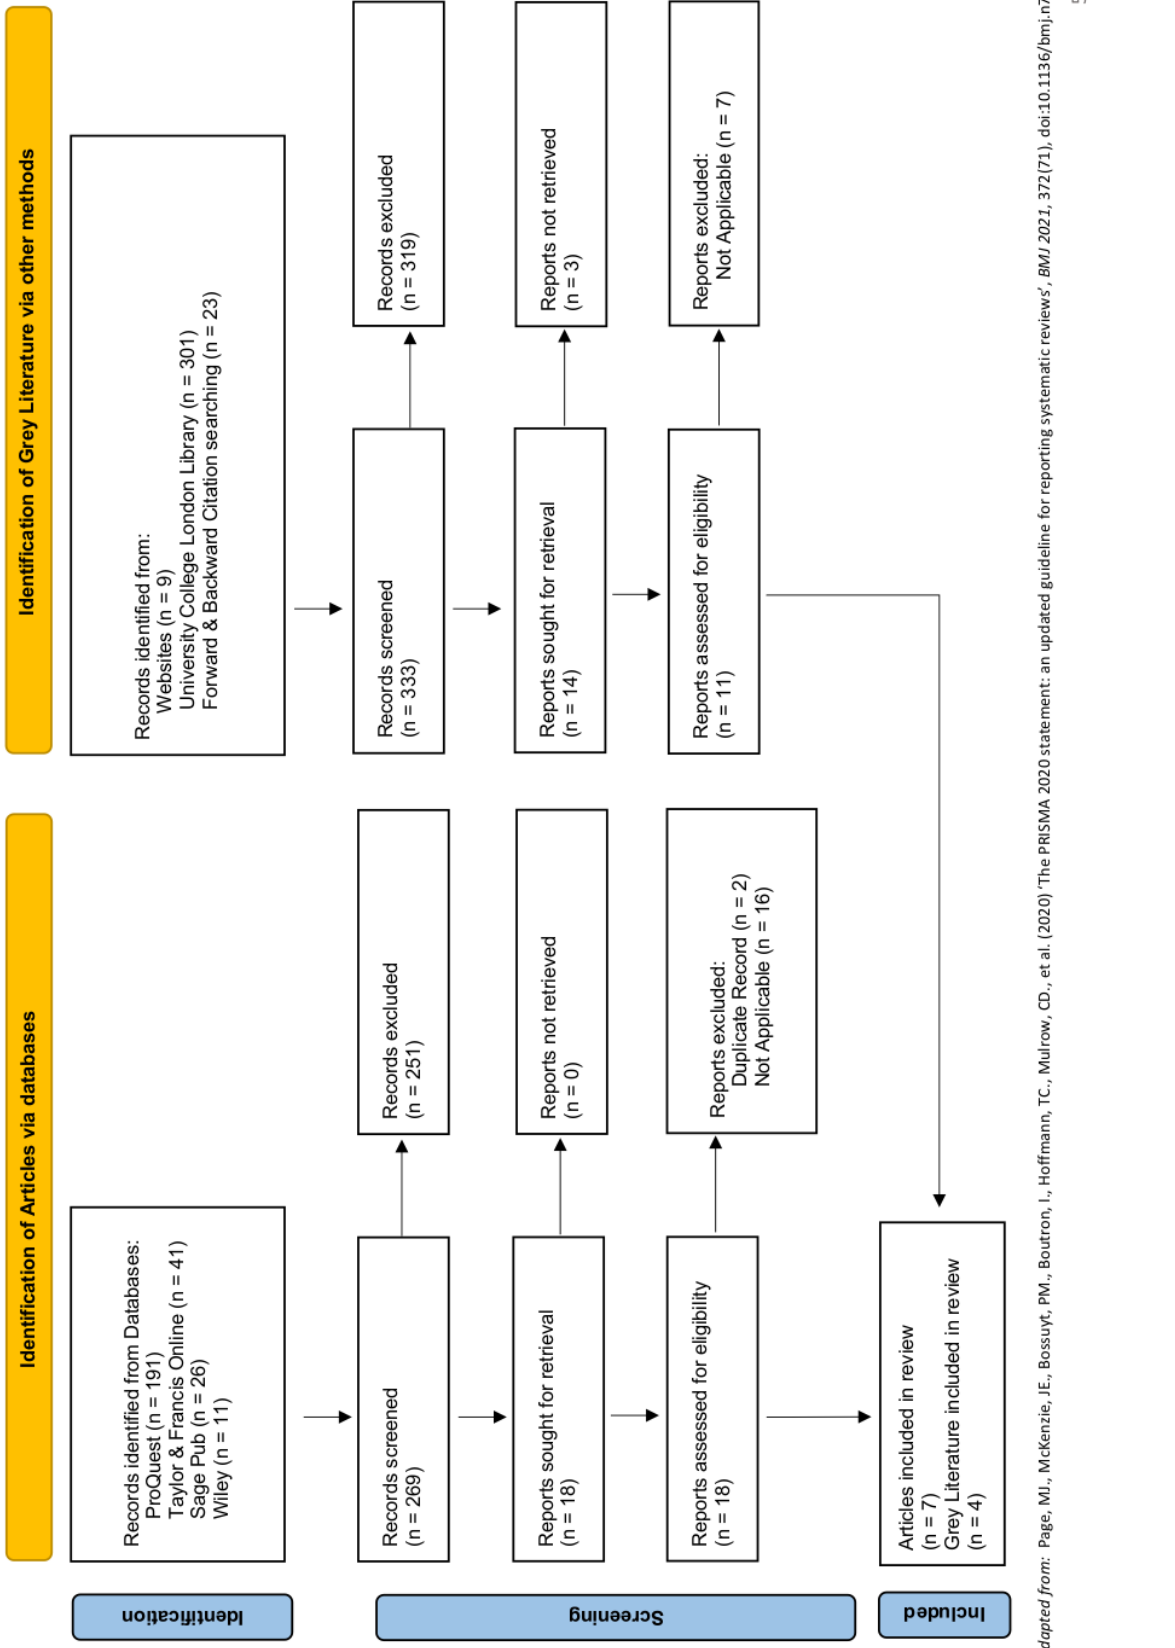 Identification of Articles via databases
Identification of Grey Literature via other methods
Identification
Records identified from Databases:
ProQuest (n = 191)
Taylor & Francis Online (n = 41)
Sage Pub (n = 26)
Wiley (n = 11)
Records identified from:
Websites (n = 9)
University College London Library (n = 301)
Forward & Backward Citation searching (n = 23)
Screening
Records screened
(n = 269)
Records excluded
(n = 251)
Records screened
(n = 333)
Records excluded
(n = 319)
Reports sought for retrieval
(n = 18)
Reports not retrieved
(n = 0)
Reports sought for retrieval
(n = 14)
Reports not retrieved
(n = 3)
Reports assessed for eligibility
(n = 18)
Reports excluded:
Duplicate Record (n = 2)
Not Applicable (n = 16)
Reports assessed for eligibility
(n = 11)
Reports excluded:
Not Applicable (n = 7)
Included
Articles included in review
(n = 7)
Grey Literature included in review
(n = 4)
dapted from: Page, MJ., McKenzie, JE., Bossuyt, PM., Boutron, I., Hoffmann, TC., Mulrow, CD., et al. (2020) 'The PRISMA 2020 statement: an updated guideline for reporting systematic reviews', BMJ 2021, 372(71), doi:10.1136/bmj.n7